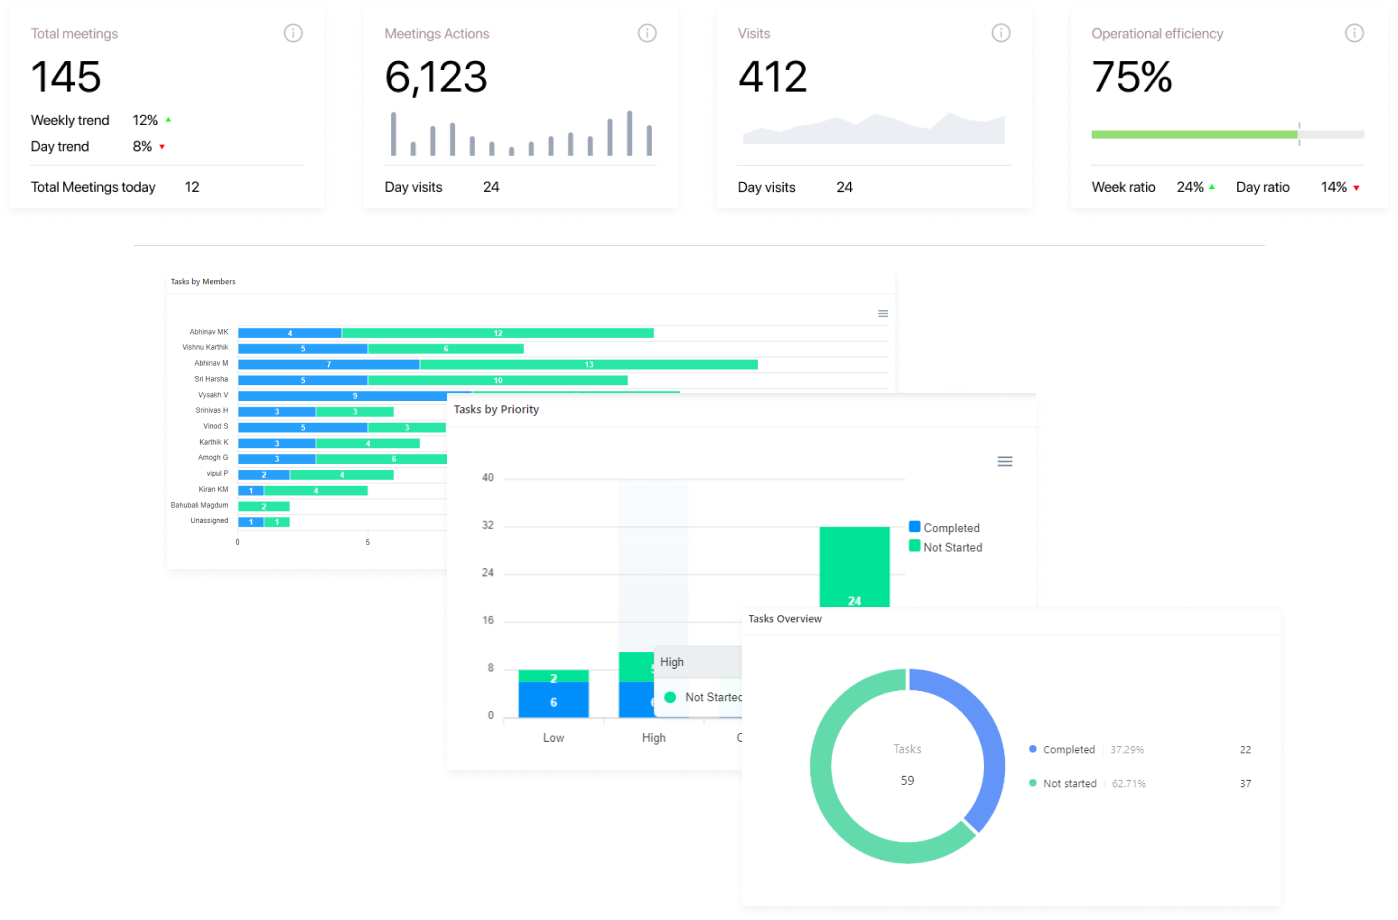 Total meetings
145
Weekly trend 12%
Day trend 8%
Total Meetings today 12
Meetings Actions
6,123
Day visits 24
Visits
412
Day visits 24
Operational efficiency
75%
Week ratio 24% Day ratio 14%
Tasks by Members
Abhinav MK 4 12
Vishnu Karthik 5 6
Abhinav M 7 13
Sri Harsha 5 10
Vysakh V 9
Srinivas H 3 3
Vinod S 5 3
Karthik K 3 4
Amogh G 3 6
vipul P 2 4
Kiran KM 1 4
Bahubali Magdum 2
Unassigned 1 1
0 5
Tasks by Priority
40
32
24
16
8
0
Completed
Not Started
24
2
6
5
6
High
Not Started
Low High
Tasks Overview
Tasks
59
Completed 37.29% 22
Not started 62.71% 37